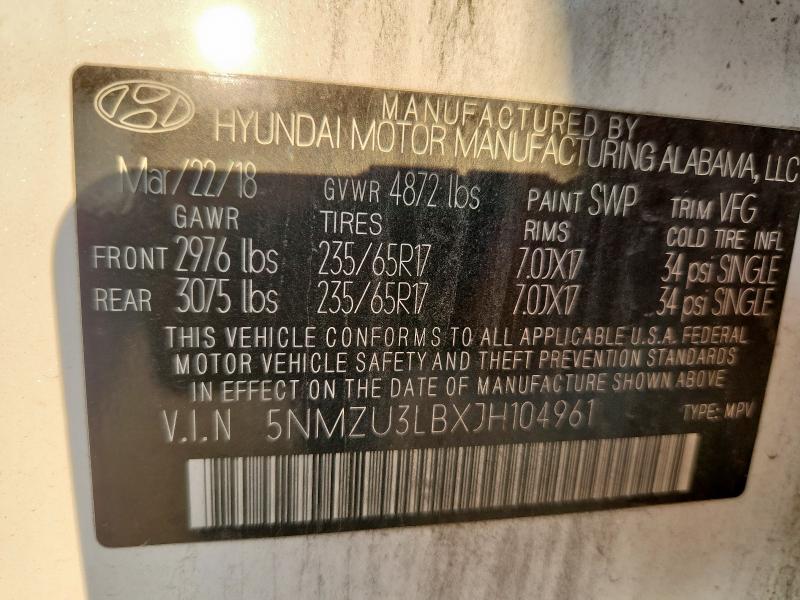 MANUFACTURED BY
HYUNDAI MOTOR MANUFACTURING ALABAMA, LLC
Mar/22/18 GVWR 4872 lbs PAINT SWP TRIM VFG
GAWR TIRES RIMS COLD TIRE INFL
FRONT 2976 lbs 235/65R17 7.0JX17 34 psi SINGLE
REAR 3075 lbs 235/65R17 7.0JX17 34 psi SINGLE
THIS VEHICLE CONFORMS TO ALL APPLICABLE U.S.A. FEDERAL
MOTOR VEHICLE SAFETY AND THEFT PREVENTION STANDARDS
IN EFFECT ON THE DATE OF MANUFACTURE SHOWN ABOVE
V.I.N 5NMZU3LBXJH104961 TYPE: MPV